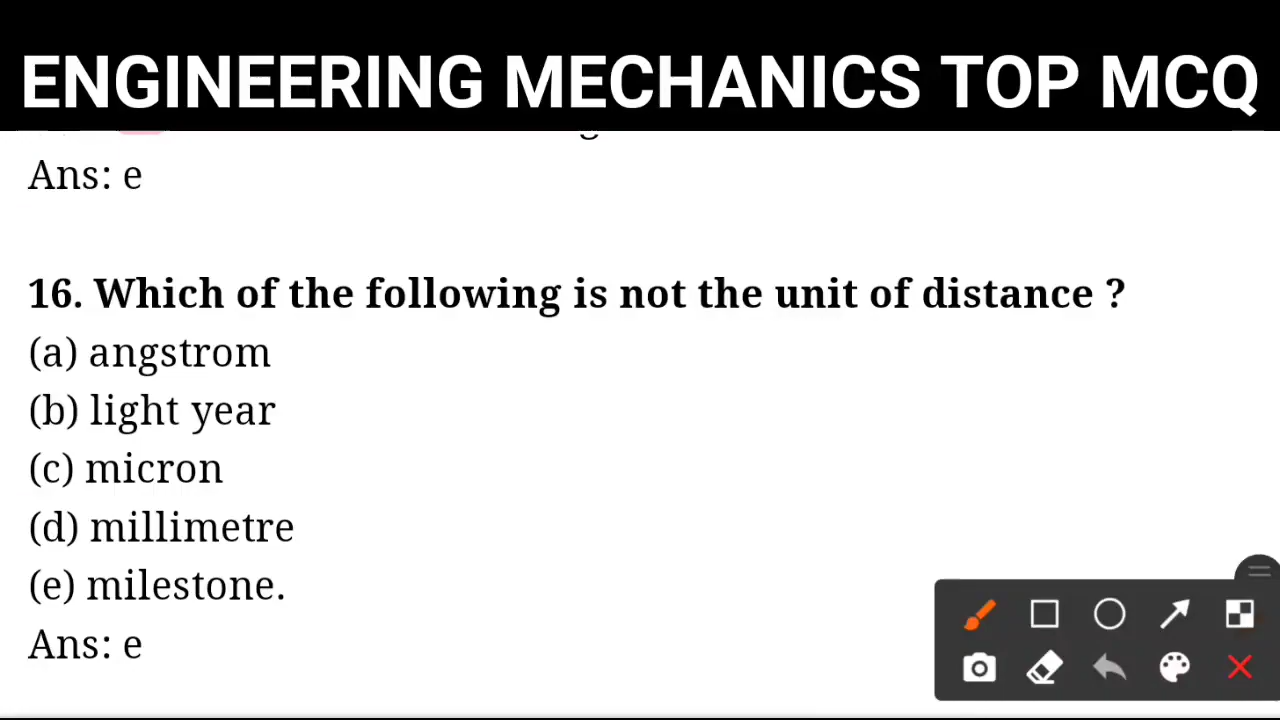 ENGINEERING MECHANICS TOP MCQ
Ans: e
16. Which of the following is not the unit of distance ?
(a) angstrom
(b) light year
(c) micron
(d) millimetre
(e) milestone.
Ans: e